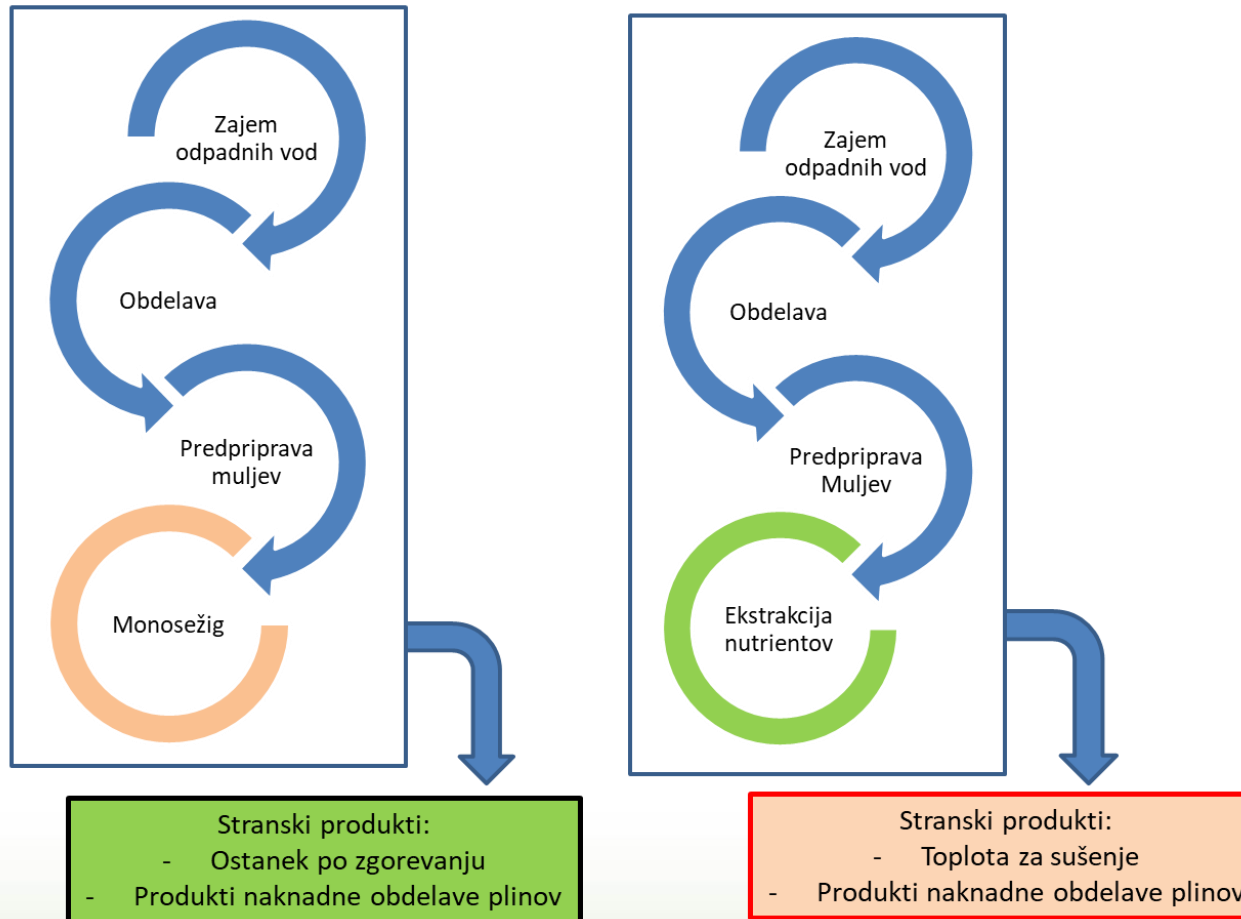 Zajem
odpadnih vod
Obdelava
Predpriprava
muljev
Monosežig
Stranski produkti:
- Ostanek po zgorevanju
- Produkti naknadne obdelave plinov
Zajem
odpadnih vod
Obdelava
Predpriprava
Muljev
Ekstrakcija
nutrientov
Stranski produkti:
- Toplota za sušenje
- Produkti naknadne obdelave plinov